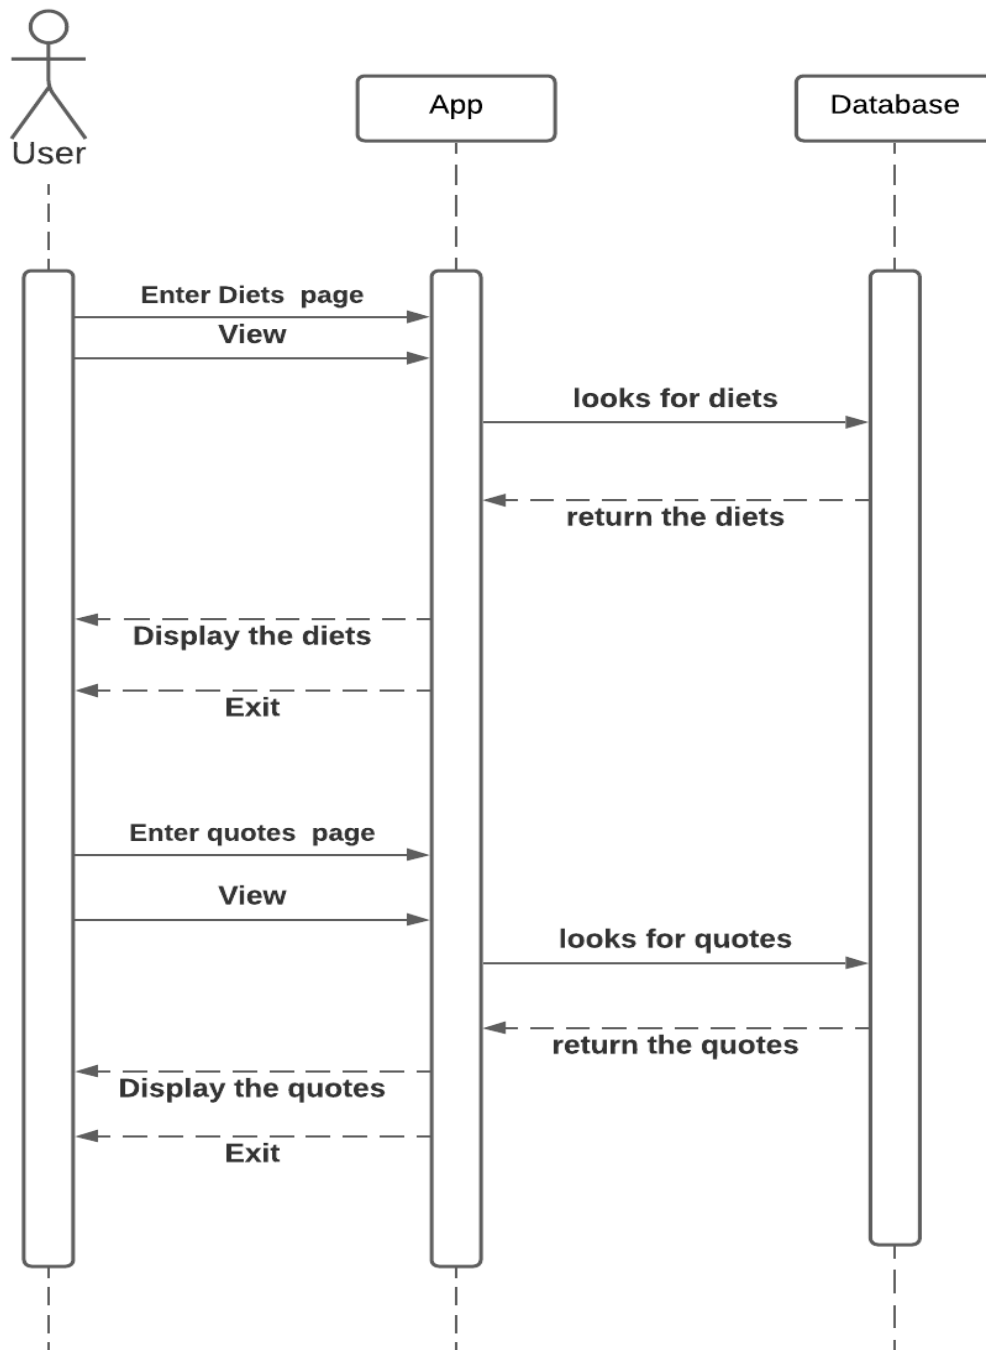 User
App
Database
Enter Diets  page
View
looks for diets
return the diets
Display the diets
Exit
Enter quotes  page
View
looks for quotes
return the quotes
Display the quotes
Exit